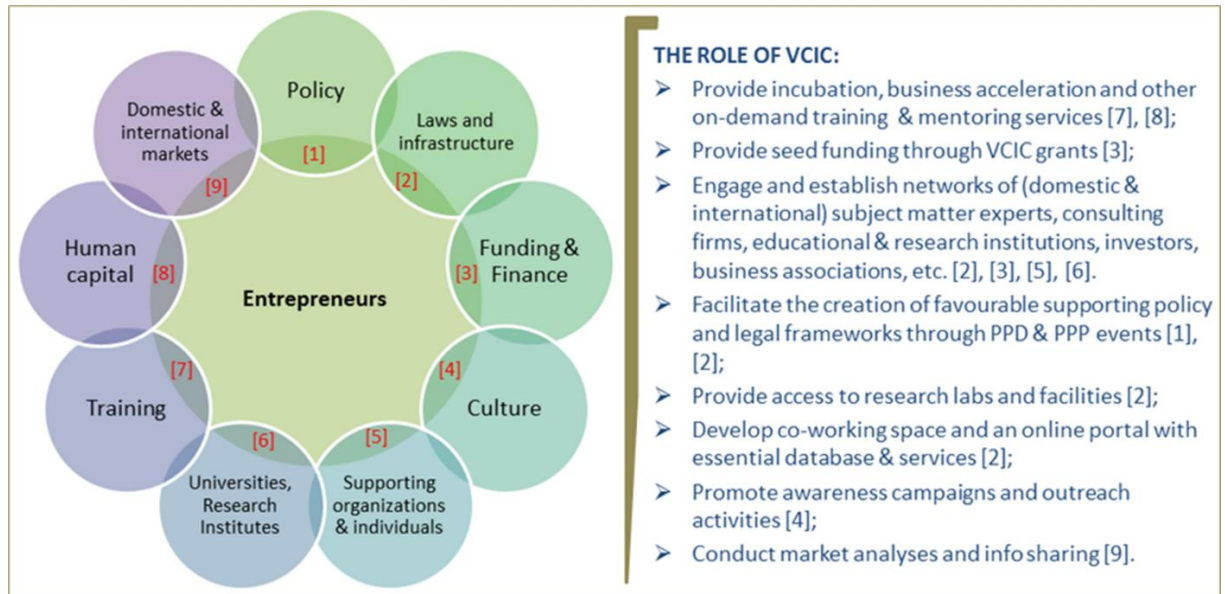 Policy
[1]
Laws and
infrastructure
[2]
Funding &
Finance
[3]
Culture
[4]
Supporting
organizations
& individuals
[5]
Universities,
Research
Institutes
[6]
Training
[7]
Human
capital
[8]
Domestic &
international
markets
[9]
Entrepreneurs
THE ROLE OF VCIC:
➤ Provide incubation, business acceleration and other
on-demand training & mentoring services [7], [8];
➤ Provide seed funding through VCIC grants [3];
➤ Engage and establish networks of (domestic &
international) subject matter experts, consulting
firms, educational & research institutions, investors,
business associations, etc. [2], [3], [5], [6].
➤ Facilitate the creation of favourable supporting policy
and legal frameworks through PPD & PPP events [1],
[2];
➤ Provide access to research labs and facilities [2];
➤ Develop co-working space and an online portal with
essential database & services [2];
➤ Promote awareness campaigns and outreach
activities [4];
➤ Conduct market analyses and info sharing [9].